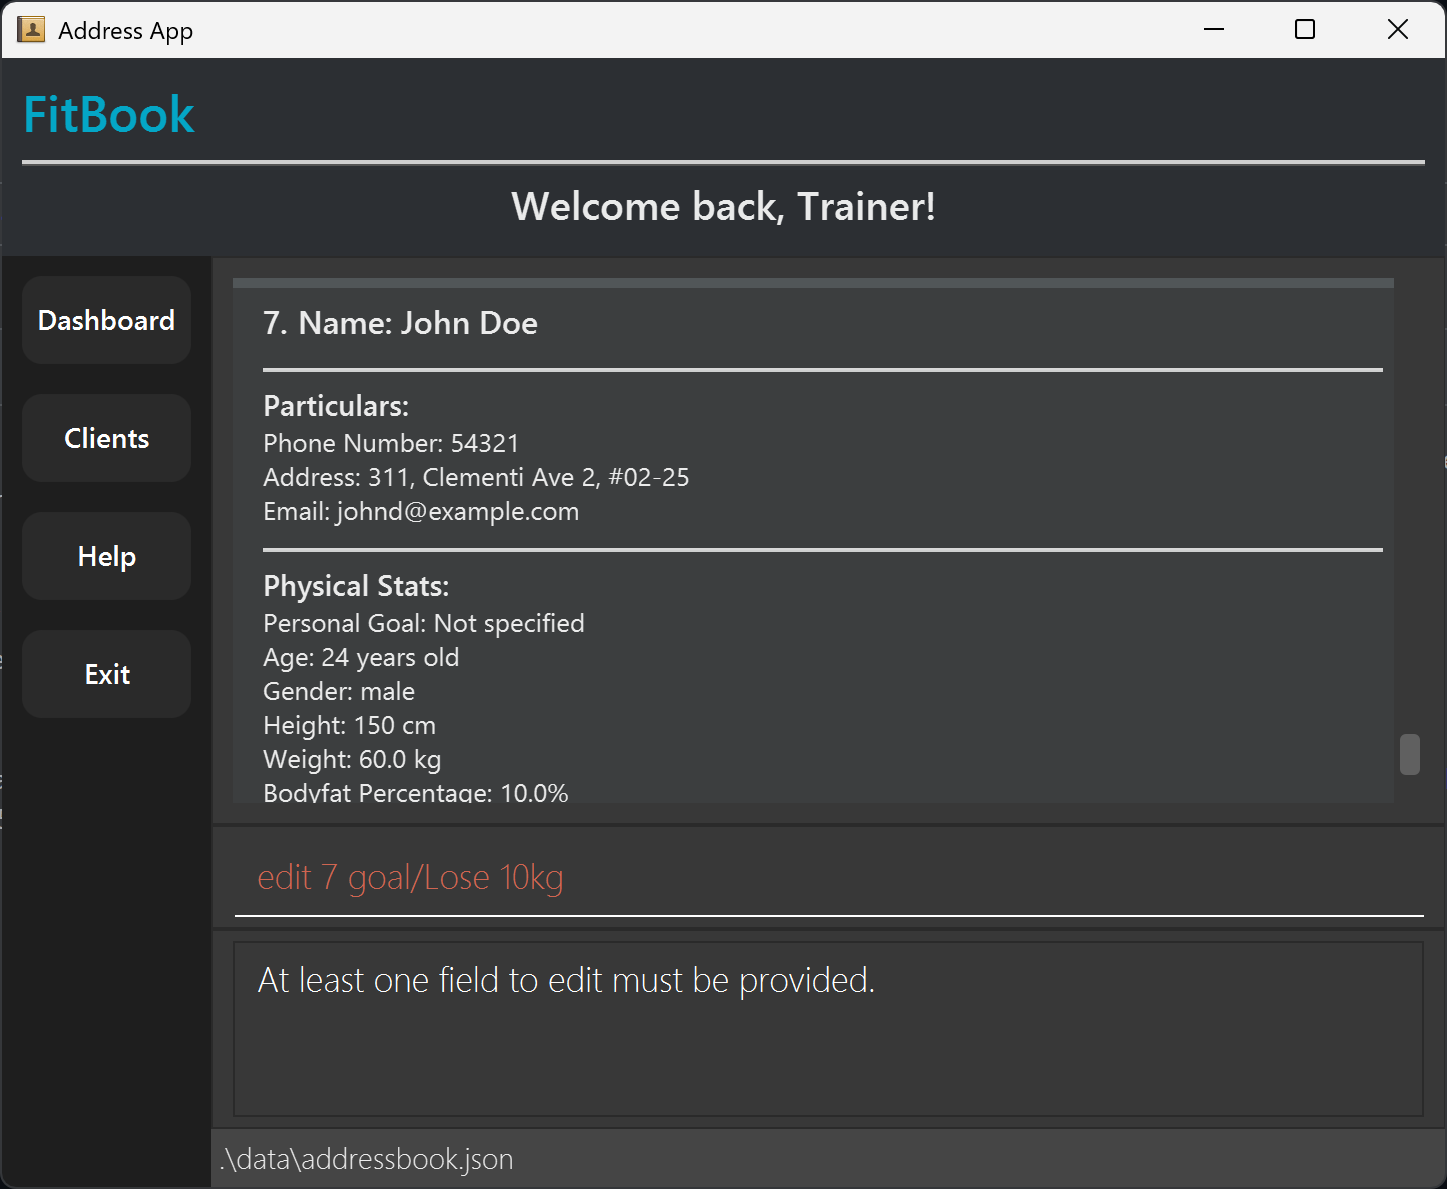 Address App
FitBook
Welcome back, Trainer!
Dashboard
Clients
Help
Exit
7. Name: John Doe
Particulars:
Phone Number: 54321
Address: 311, Clementi Ave 2, #02-25
Email: johnd@example.com
Physical Stats:
Personal Goal: Not specified
Age: 24 years old
Gender: male
Height: 150 cm
Weight: 60.0 kg
Bodyfat Percentage: 10.0%
edit 7 goal/Lose 10kg
At least one field to edit must be provided.
.\data\addressbook.json